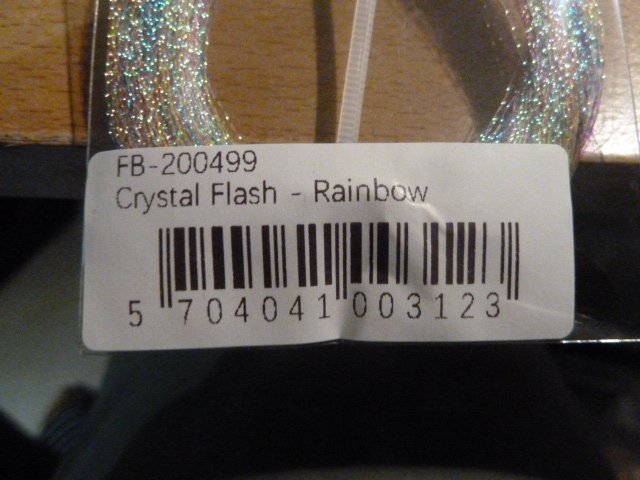 FB-200499
Crystal Flash - Rainbow
5 704041 003123